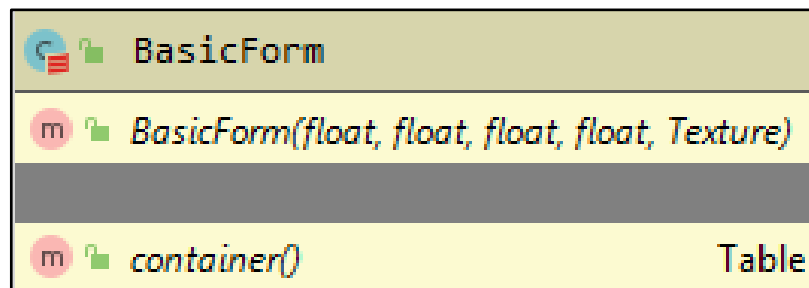 BasicForm
BasicForm(float, float, float, float, Texture)
container() Table